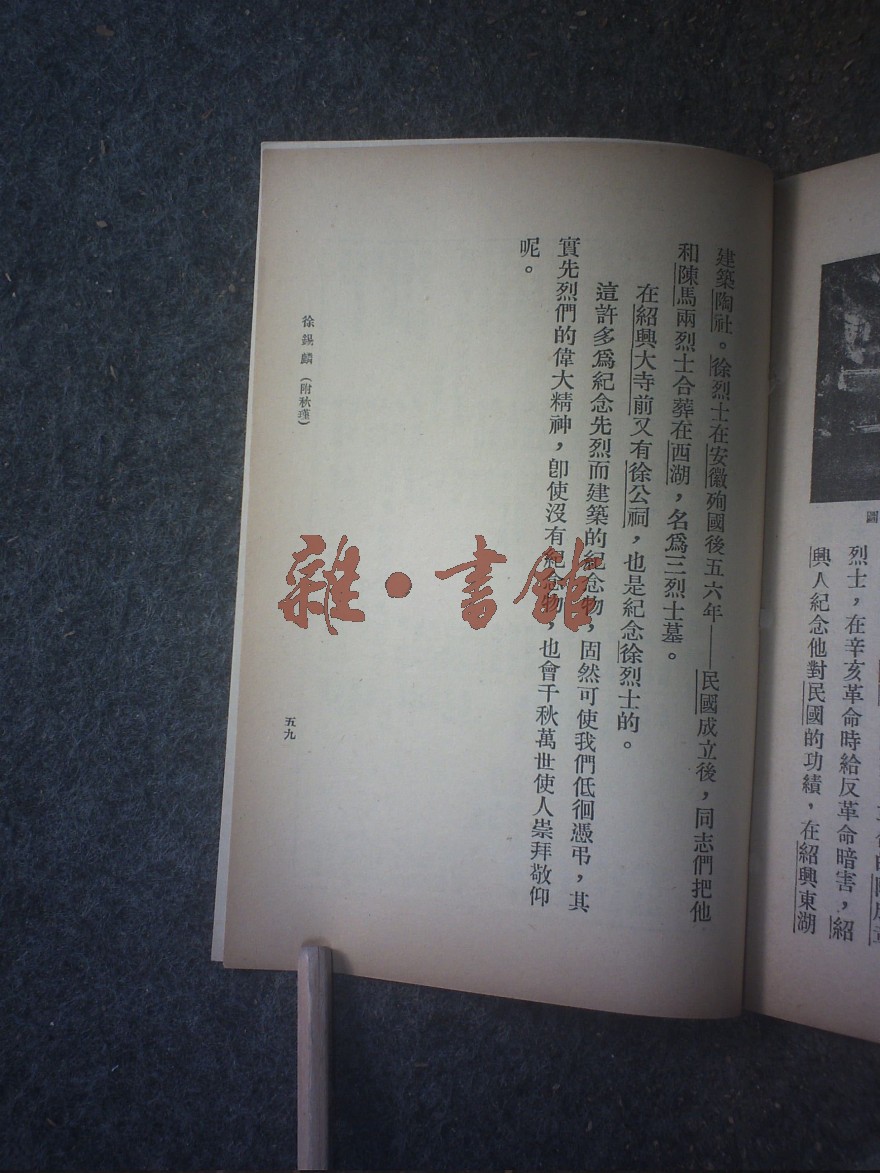 圖
烈士，在辛亥革命時給反革命暗害，紹
興人紀念他對民國的功績，在紹興東湖
建築陶社。徐烈士在安徽殉國後五六年——民國成立後，同志們把他
和陳馬兩烈士合葬在西湖，名爲三烈士墓。
在紹興大寺前又有徐公祠，也是紀念徐烈士的。
這許多爲紀念先烈而建築的紀念物，固然可使我們低徊憑弔，其
實先烈們的偉大精神，卽使沒有紀念物，也會千秋萬世使人崇拜敬仰
呢。
徐錫麟（附秋瑾）
五九
雜·書館